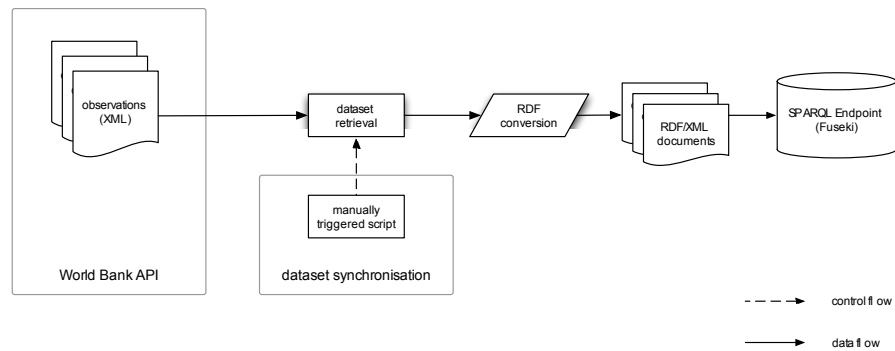 observations
(XML)
dataset
retrieval
RDF
conversion
RDF/XML
documents
SPARQL Endpoint
(Fuseki)
manually
triggered script
World Bank API
dataset synchronisation
control flow
data flow